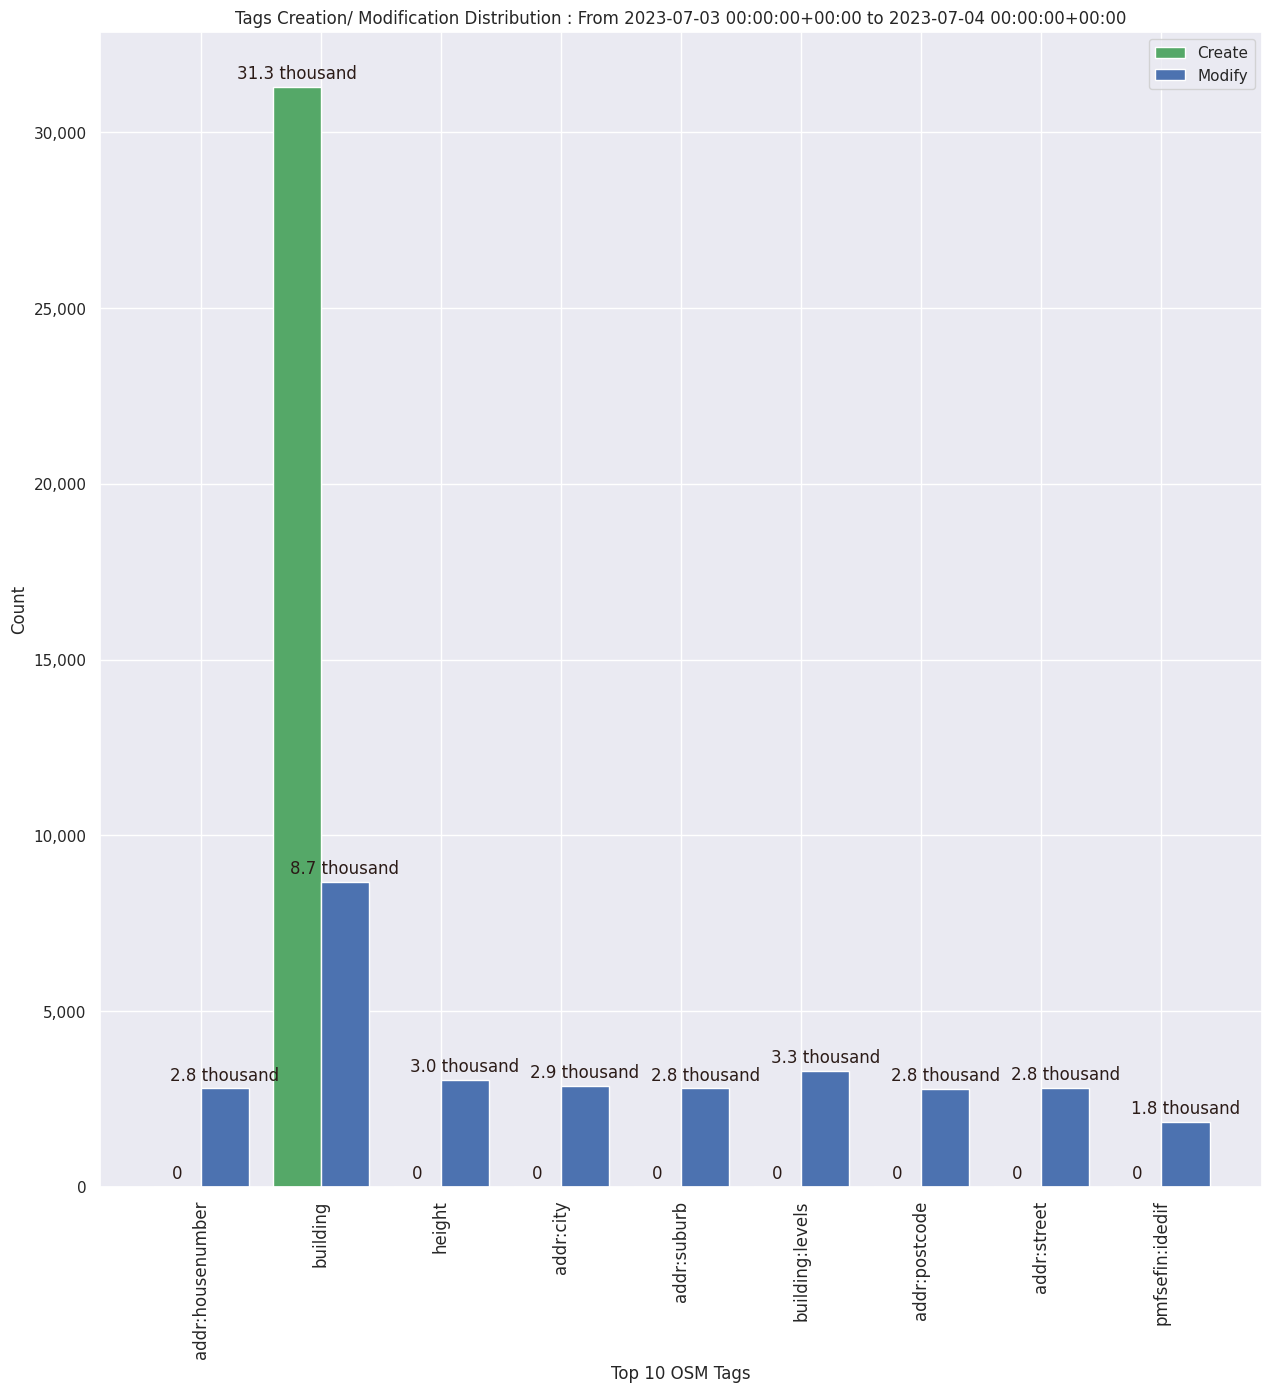 Tags Creation/ Modification Distribution : From 2023-07-03 00:00:00+00:00 to 2023-07-04 00:00:00+00:00
Create
Modify
Count
30,000
25,000
20,000
15,000
10,000
5,000
0
31.3 thousand
8.7 thousand
2.8 thousand
3.0 thousand
2.9 thousand
2.8 thousand
3.3 thousand
2.8 thousand
2.8 thousand
1.8 thousand
0
0
0
0
0
0
0
0
addr:housenumber
building
height
addr:city
addr:suburb
building:levels
addr:postcode
addr:street
pmfsefin:idedif
Top 10 OSM Tags